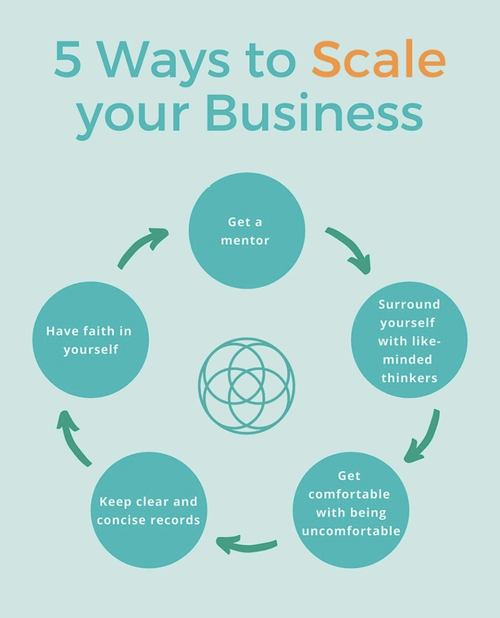 5 Ways to Scale
your Business
Get a
mentor
Surround
yourself
with like-
minded
thinkers
Get
comfortable
with being
uncomfortable
Keep clear and
concise records
Have faith in
yourself